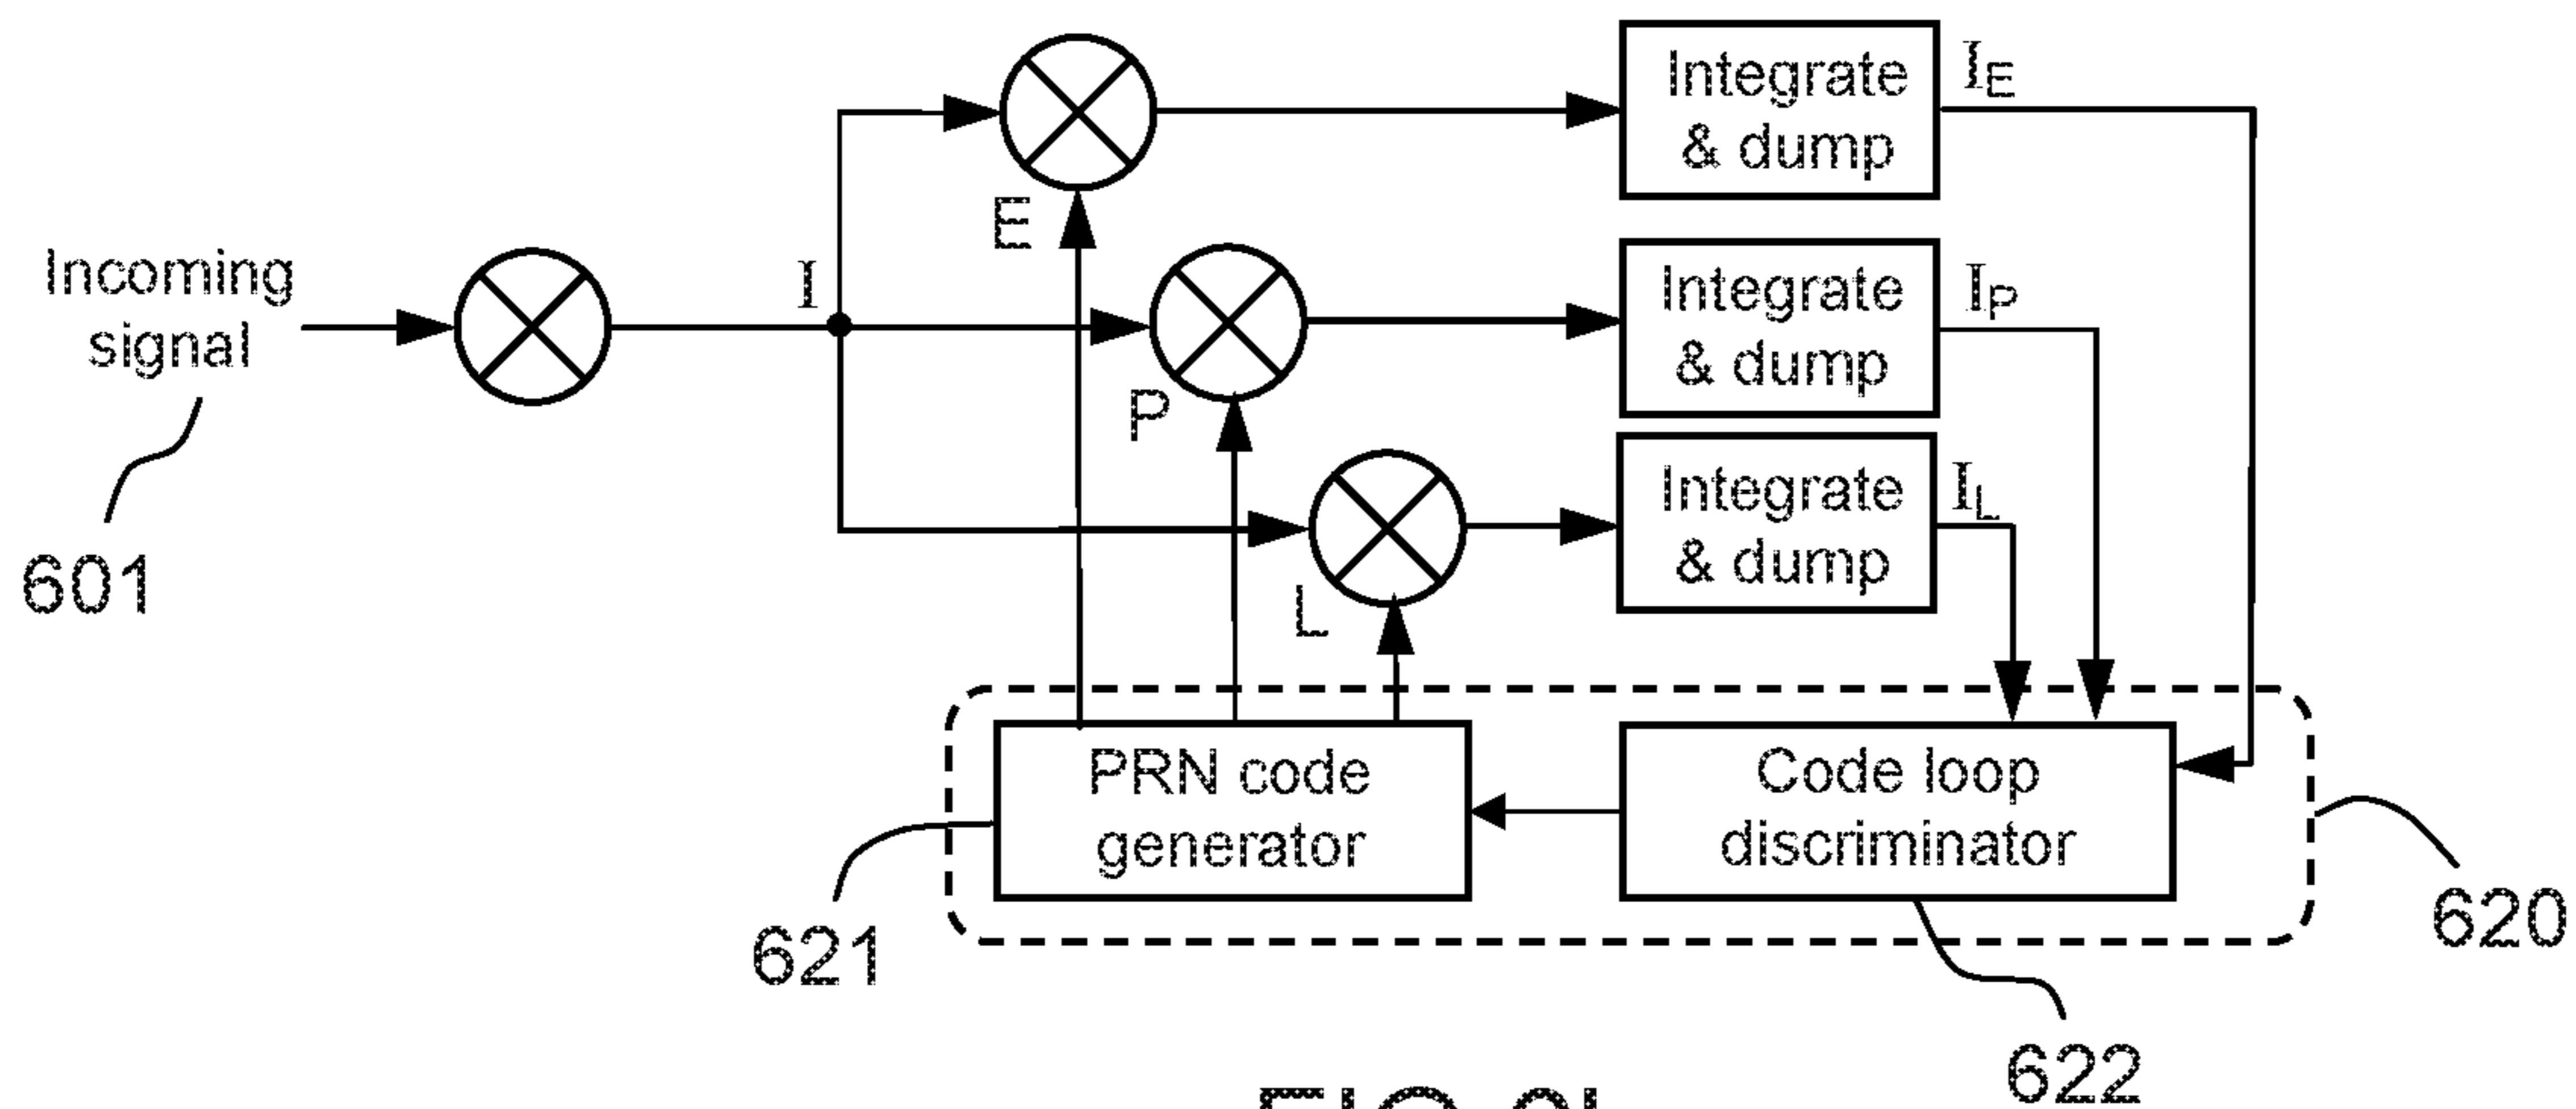 Integrate
& dump
I_E
E
Incoming
signal
I
Integrate
& dump
I_P
P
601
Integrate
& dump
I_L
L
PRN code
generator
Code loop
discriminator
621
620
622